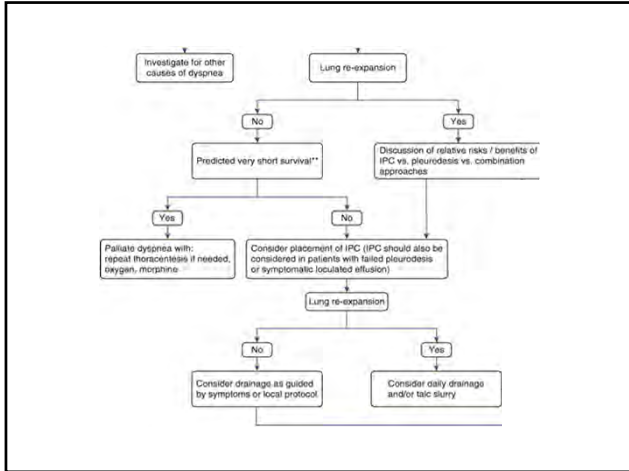 Investigate for other
causes of dyspnea
Lung re-expansion
No
Yes
Predicted very short survival**
Discussion of relative risks / benefits of
IPC vs. pleurodesis vs. combination
approaches
Yes
No
Palliate dyspnea with:
repeat thoracentesis if needed,
oxygen, morphine
Consider placement of IPC (IPC should also be
considered in patients with failed pleurodesis
or symptomatic loculated effusion)
Lung re-expansion
No
Yes
Consider drainage as guided
by symptoms or local protocol
Consider daily drainage
and/or talc slurry